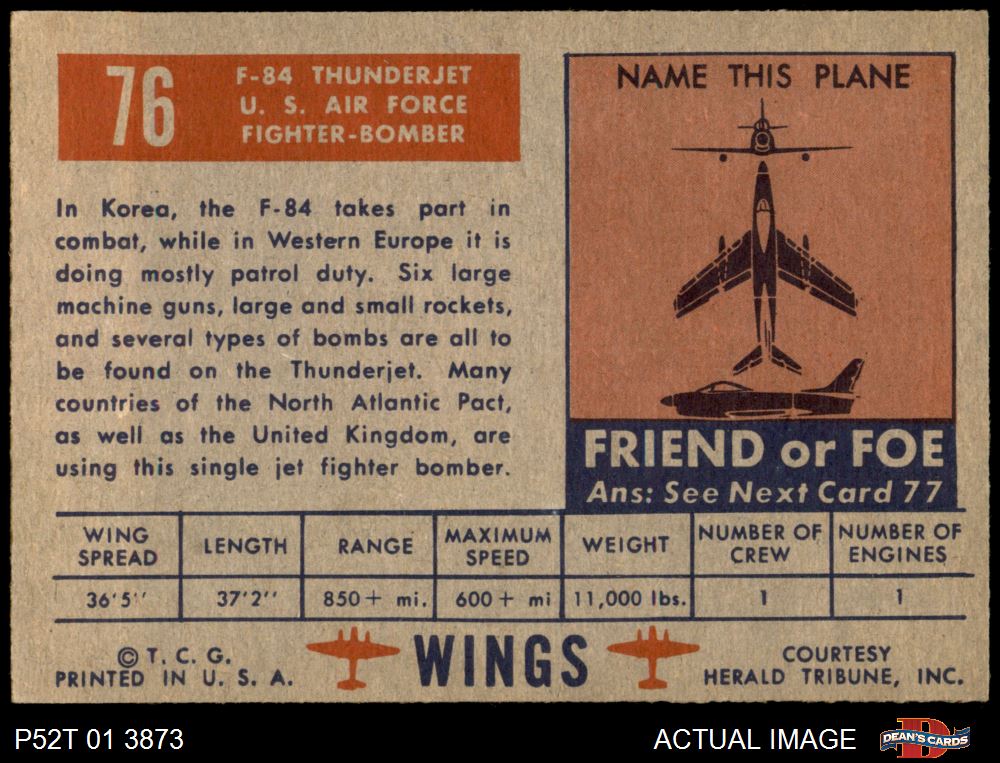 76
F-84 THUNDERJET
U. S. AIR FORCE
FIGHTER-BOMBER
In Korea, the F-84 takes part in
combat, while in Western Europe it is
doing mostly patrol duty. Six large
machine guns, large and small rockets,
and several types of bombs are all to
be found on the Thunderjet. Many
countries of the North Atlantic Pact,
as well as the United Kingdom, are
using this single jet fighter bomber.
NAME THIS PLANE
FRIEND or FOE
Ans: See Next Card 77
WING SPREAD
LENGTH
RANGE
MAXIMUM SPEED
WEIGHT
NUMBER OF CREW
NUMBER OF ENGINES
36'5''
37'2''
850+ mi.
600+ mi
11,000 lbs.
1
1
© T. C. G.
PRINTED IN U. S. A.
WINGS
COURTESY
HERALD TRIBUNE, INC.
P52T 01 3873
ACTUAL IMAGE
D
DEAN'S CARDS